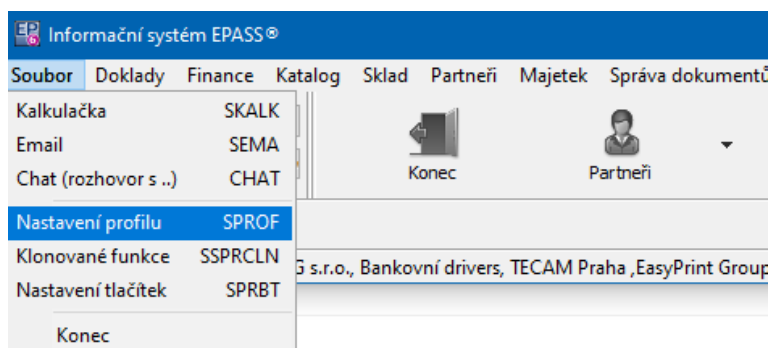 Informační systém EPASS®
Soubor Doklady Finance Katalog Sklad Partneři Majetek Správa dokumentů
Kalkulačka SKALK
Email SEMA
Chat (rozhovor s ..) CHAT
Konec Partneři
Nastavení profilu SPROF
Klonované funkce SSPRCLN
s.r.o., Bankovní drivers, TECAM Praha ,EasyPrint Group
Nastavení tlačítek SPRBT
Konec